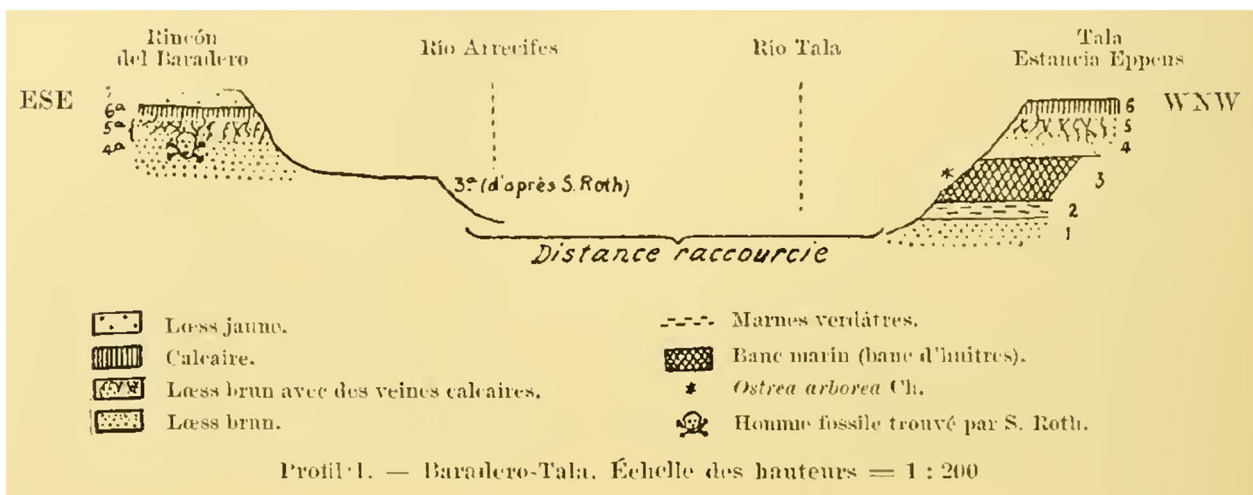 Rincón
del Baradero
Río Arrecifes
Río Tala
Tala
Estancia Eppens
ESE
WNW
7
6ª
5ª
4ª
3ª (d'après S. Roth)
6
5
4
3
2
1
Distance raccourcie
Lœss jaune.
Calcaire.
Lœss brun avec des veines calcaires.
Lœss brun.
Marnes verdâtres.
Banc marin (banc d'huîtres).
* Ostrea arborea Ch.
Homme fossile trouvé par S. Roth.
Profil 1. — Baradero-Tala. Échelle des hauteurs = 1 : 200